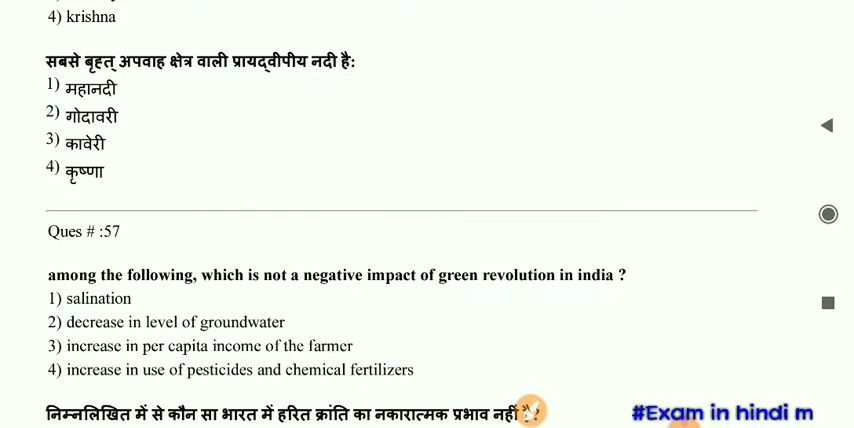 4) krishna
सबसे बृहत् अपवाह क्षेत्र वाली प्रायद्वीपीय नदी है:
1) महानदी
2) गोदावरी
3) कावेरी
4) कृष्णा
Ques # :57
among the following, which is not a negative impact of green revolution in india ?
1) salination
2) decrease in level of groundwater
3) increase in per capita income of the farmer
4) increase in use of pesticides and chemical fertilizers
निम्नलिखित में से कौन सा भारत में हरित क्रांति का नकारात्मक प्रभाव नहीं है?
#Exam in hindi m